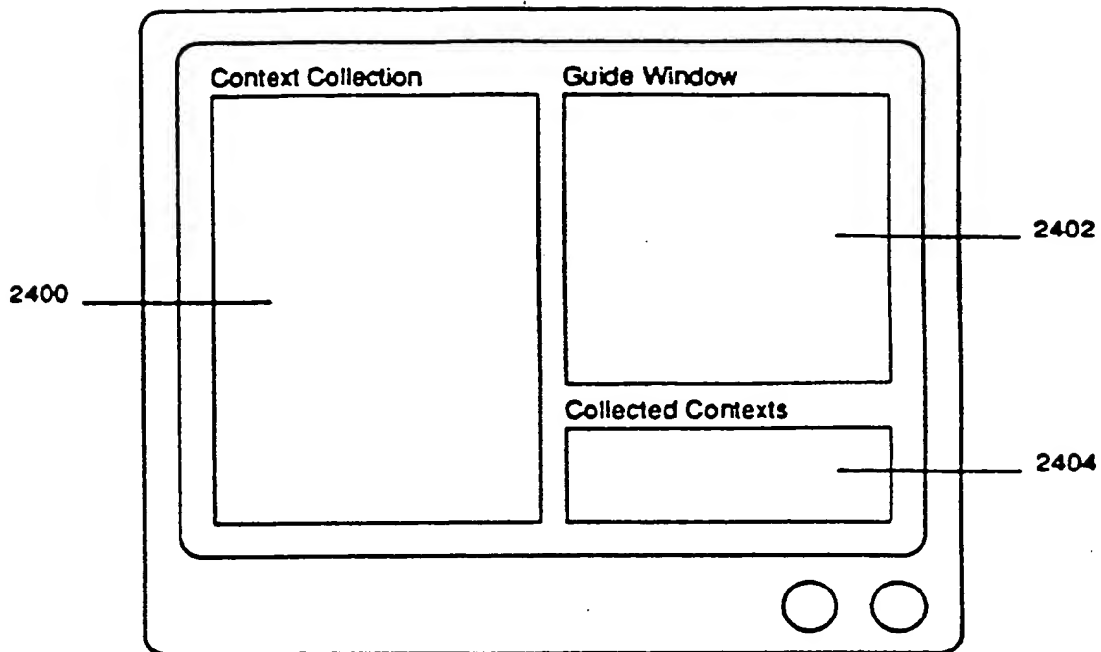 Context Collection
Guide Window
2402
2400
Collected Contexts
2404